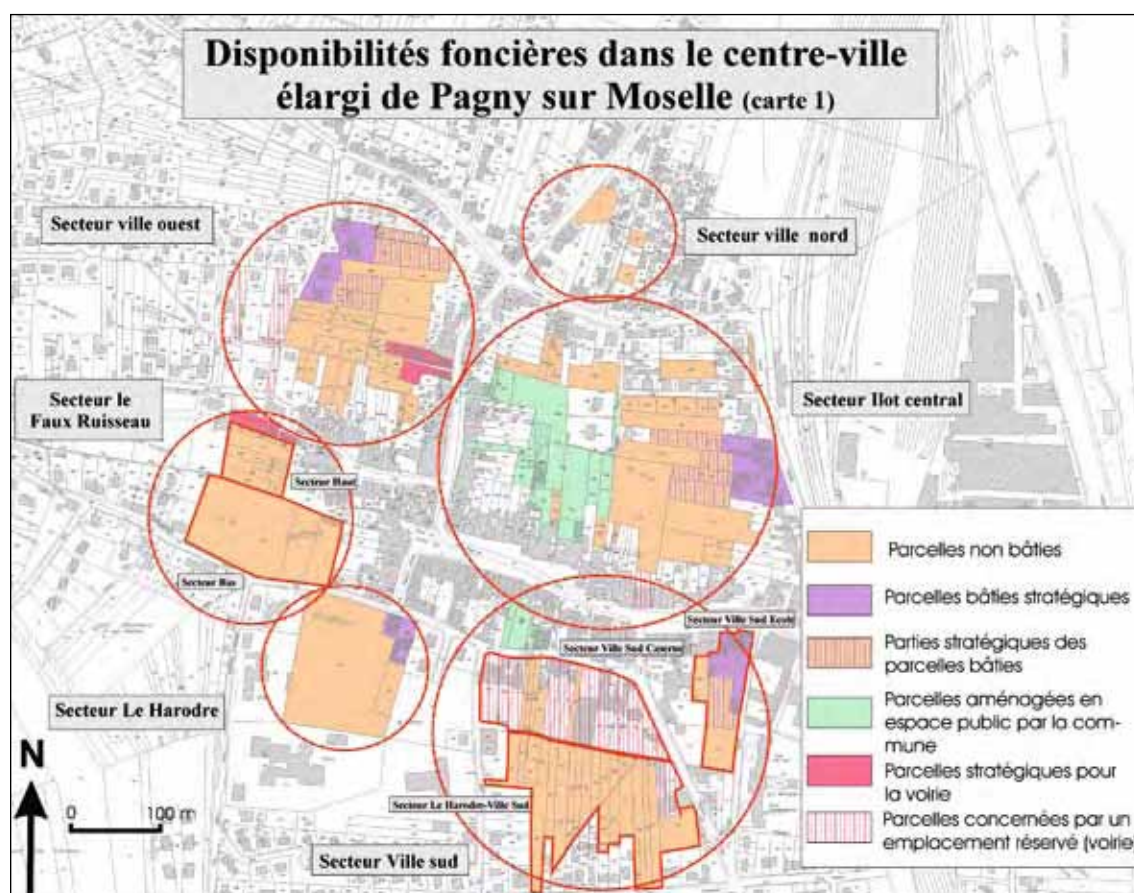 Disponibilités foncières dans le centre-ville
élargi de Pagny sur Moselle (carte 1)
Secteur ville ouest
Secteur ville nord
Secteur le
Faux Ruisseau
Secteur Ilot central
Secteur Haut
Secteur Bas
Parcelles non bâties
Parcelles bâties stratégiques
Parties stratégiques des
parcelles bâties
Parcelles aménagées en
espace public par la com-
mune
Parcelles stratégiques pour
la voirie
Parcelles concernées par un
emplacement réservé (voirie)
Secteur Ville Sud Ecole
Secteur Ville Sud Caserne
Secteur Le Harodre
Secteur Le Harodre-Ville Sud
Secteur Ville sud
N
0 100 m